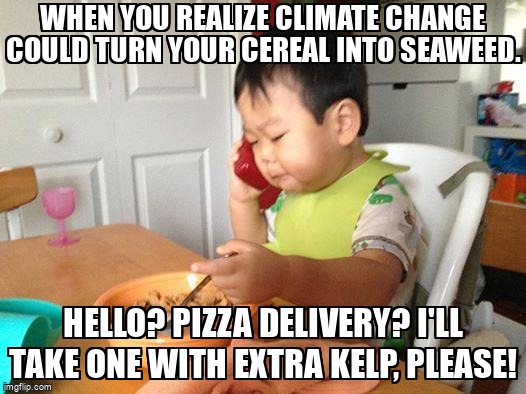 WHEN YOU REALIZE CLIMATE CHANGE
COULD TURN YOUR CEREAL INTO SEAWEED.
HELLO? PIZZA DELIVERY? I'LL
TAKE ONE WITH EXTRA KELP, PLEASE!
imgflip.com